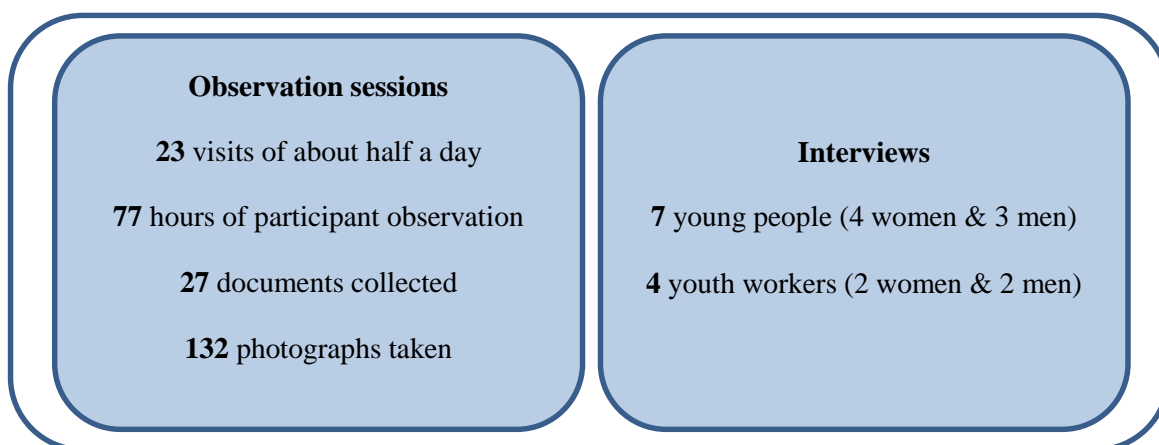 Observation sessions
23 visits of about half a day
77 hours of participant observation
27 documents collected
132 photographs taken
Interviews
7 young people (4 women & 3 men)
4 youth workers (2 women & 2 men)